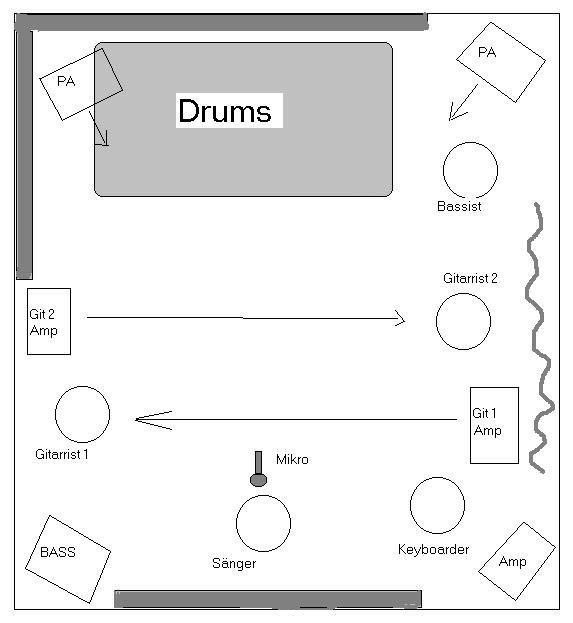 PA
PA
Drums
Bassist
Gitarrist 2
Git 2
Amp
Git 1
Amp
Gitarrist 1
Mikro
BASS
Sänger
Keyboarder
Amp